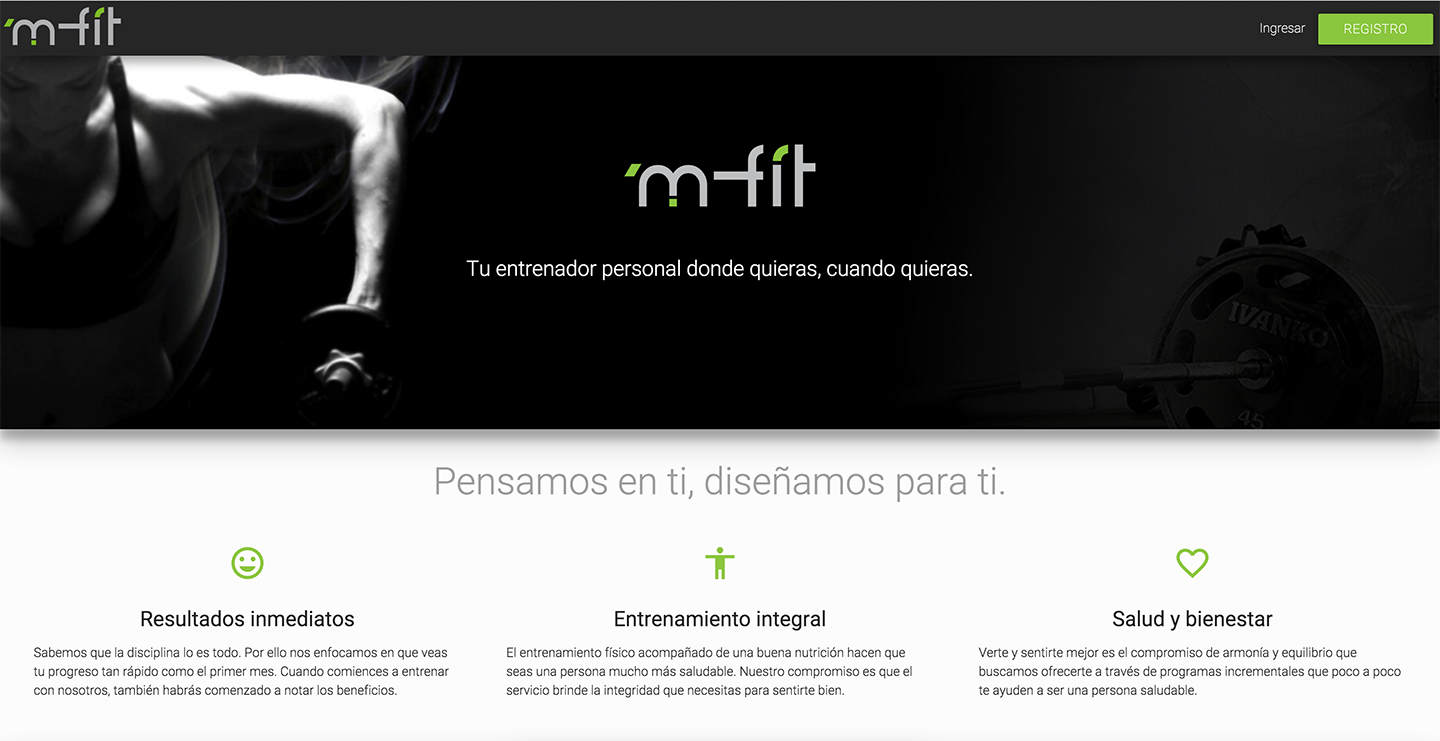 m-fit
Ingresar
REGISTRO
m-fit
Tu entrenador personal donde quieras, cuando quieras.
IVANKO
45
Pensamos en ti, diseñamos para ti.
Resultados inmediatos
Sabemos que la disciplina lo es todo. Por ello nos enfocamos en que veas
tu progreso tan rápido como el primer mes. Cuando comiences a entrenar
con nosotros, también habrás comenzado a notar los beneficios.
Entrenamiento integral
El entrenamiento físico acompañado de una buena nutrición hacen que
seas una persona mucho más saludable. Nuestro compromiso es que el
servicio brinde la integridad que necesitas para sentirte bien.
Salud y bienestar
Verte y sentirte mejor es el compromiso de armonía y equilibrio que
buscamos ofrecerte a través de programas incrementales que poco a poco
te ayuden a ser una persona saludable.